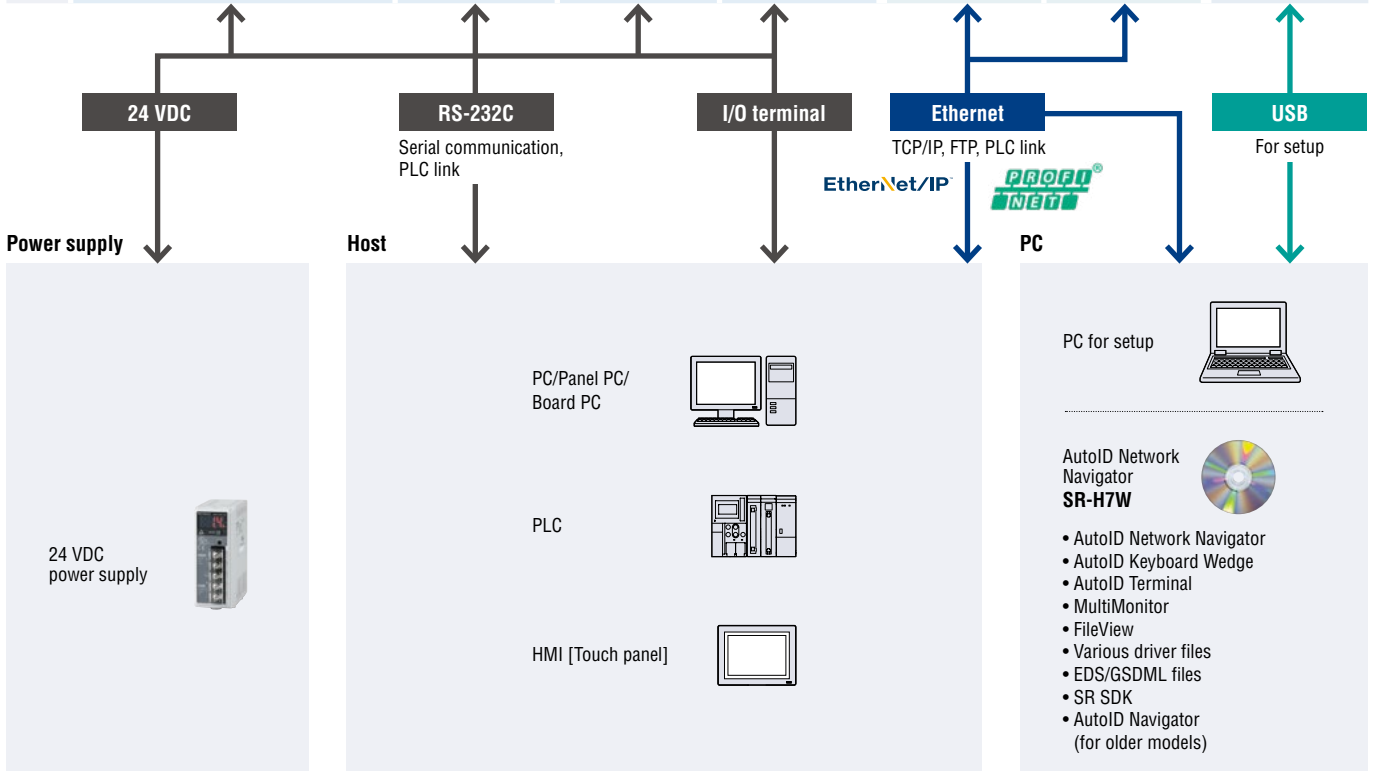 24 VDC
RS-232C
Serial communication,
PLC link
I/O terminal
Ethernet
TCP/IP, FTP, PLC link
EtherNet/IP™
PROFI®
NET
USB
For setup
Power supply
24 VDC
power supply
Host
PC/Panel PC/
Board PC
PLC
HMI [Touch panel]
PC
PC for setup
AutoID Network
Navigator
SR-H7W
• AutoID Network Navigator
• AutoID Keyboard Wedge
• AutoID Terminal
• MultiMonitor
• FileView
• Various driver files
• EDS/GSDML files
• SR SDK
• AutoID Navigator
(for older models)